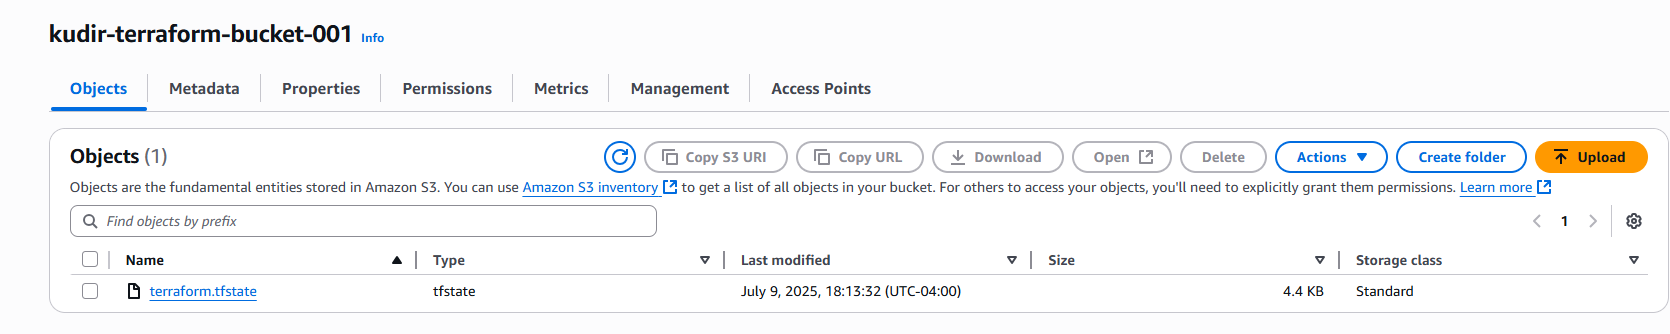 kudir-terraform-bucket-001 Info
Objects Metadata Properties Permissions Metrics Management Access Points
Objects (1) Copy S3 URI Copy URL Download Open Delete Actions Create folder Upload
Objects are the fundamental entities stored in Amazon S3. You can use Amazon S3 inventory to get a list of all objects in your bucket. For others to access your objects, you'll need to explicitly grant them permissions. Learn more
Find objects by prefix 1
Name Type Last modified Size Storage class
terraform.tfstate tfstate July 9, 2025, 18:13:32 (UTC-04:00) 4.4 KB Standard